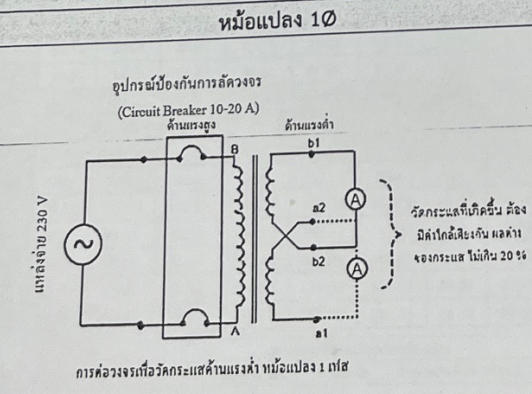 หม้อแปลง 1Ø
อุปกรณ์ป้องกันการลัดวงจร
(Circuit Breaker 10-20 A)
ด้านแรงสูง
ด้านแรงต่ำ
B
b1
A
a2
b2
A
a1
A
แหล่งจ่าย 230 V
วัดกระแสที่เกิดขึ้น ต้อง
มีค่าใกล้เคียงกัน ผลต่าง
ของกระแส ไม่เกิน 20 %
การต่อวงจรเพื่อวัดกระแสด้านแรงต่ำ หม้อแปลง 1 เฟส